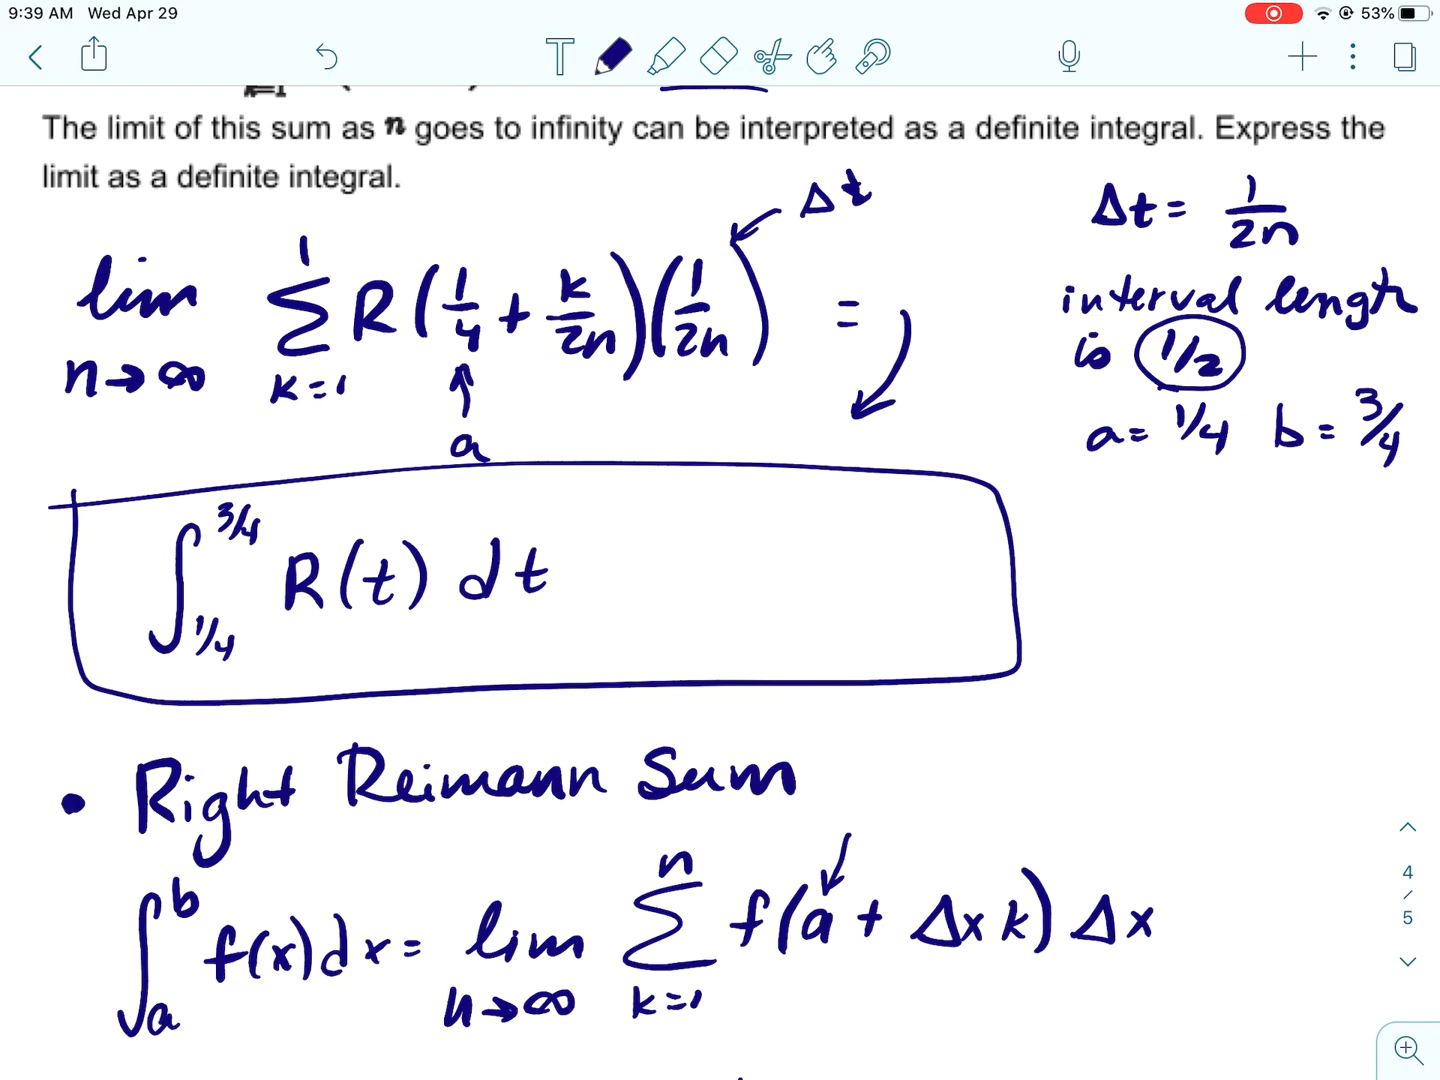 9:39 AM Wed Apr 29
53%
T
The limit of this sum as n goes to infinity can be interpreted as a definite integral. Express the
limit as a definite integral.
lim n→∞ ∑ k=1 1 R(1/4 + k/2n)(1/2n) =
Δt
a
Δt = 1/2n
interval length
is 1/2
a = 1/4 b = 3/4
∫ 1/4 3/4 R(t) dt
• Right Reimann Sum
∫ a b f(x)dx = lim n→∞ ∑ k=1 n f(a + Δx k) Δx
4
/
5